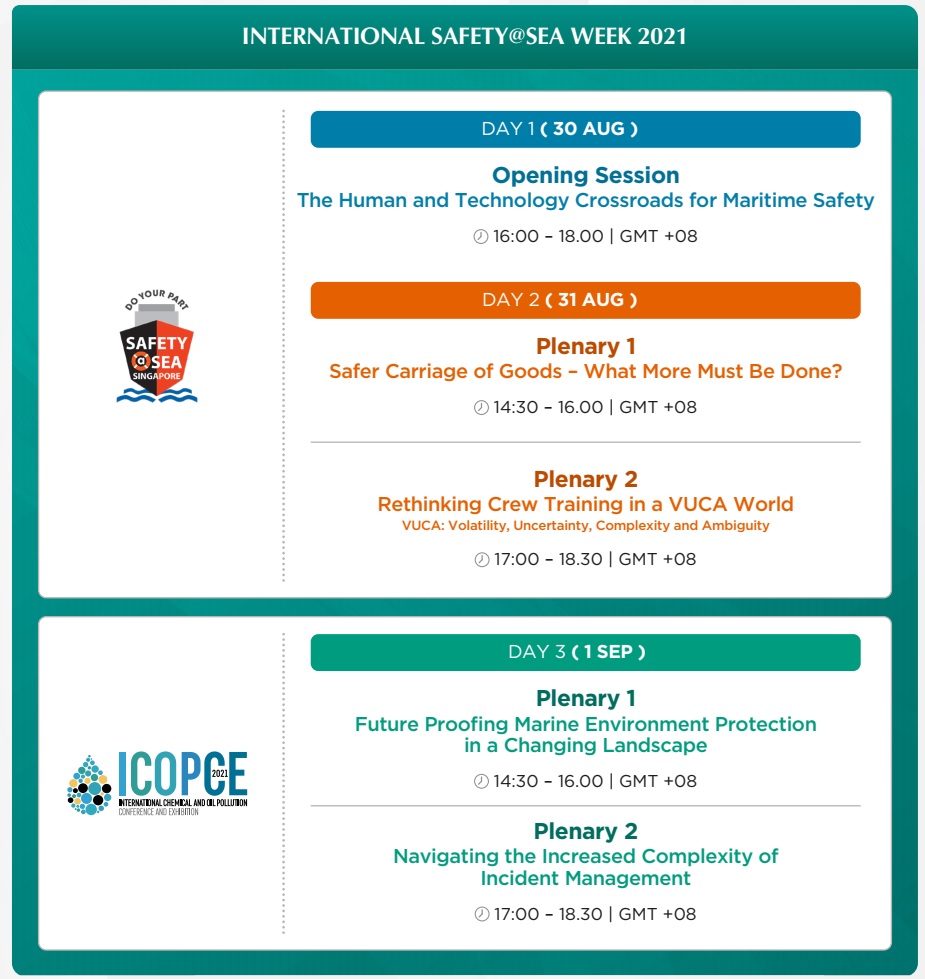 INTERNATIONAL SAFETY@SEA WEEK 2021
DAY 1 ( 30 AUG )
Opening Session
The Human and Technology Crossroads for Maritime Safety
16:00 – 18.00 | GMT +08
DO YOUR PART
SAFETY
@ SEA
SINGAPORE
DAY 2 ( 31 AUG )
Plenary 1
Safer Carriage of Goods – What More Must Be Done?
14:30 – 16.00 | GMT +08
Plenary 2
Rethinking Crew Training in a VUCA World
VUCA: Volatility, Uncertainty, Complexity and Ambiguity
17:00 – 18.30 | GMT +08
ICOPCE
2021
INTERNATIONAL CHEMICAL AND OIL POLLUTION
CONFERENCE AND EXHIBITION
DAY 3 ( 1 SEP )
Plenary 1
Future Proofing Marine Environment Protection
in a Changing Landscape
14:30 – 16.00 | GMT +08
Plenary 2
Navigating the Increased Complexity of
Incident Management
17:00 – 18.30 | GMT +08